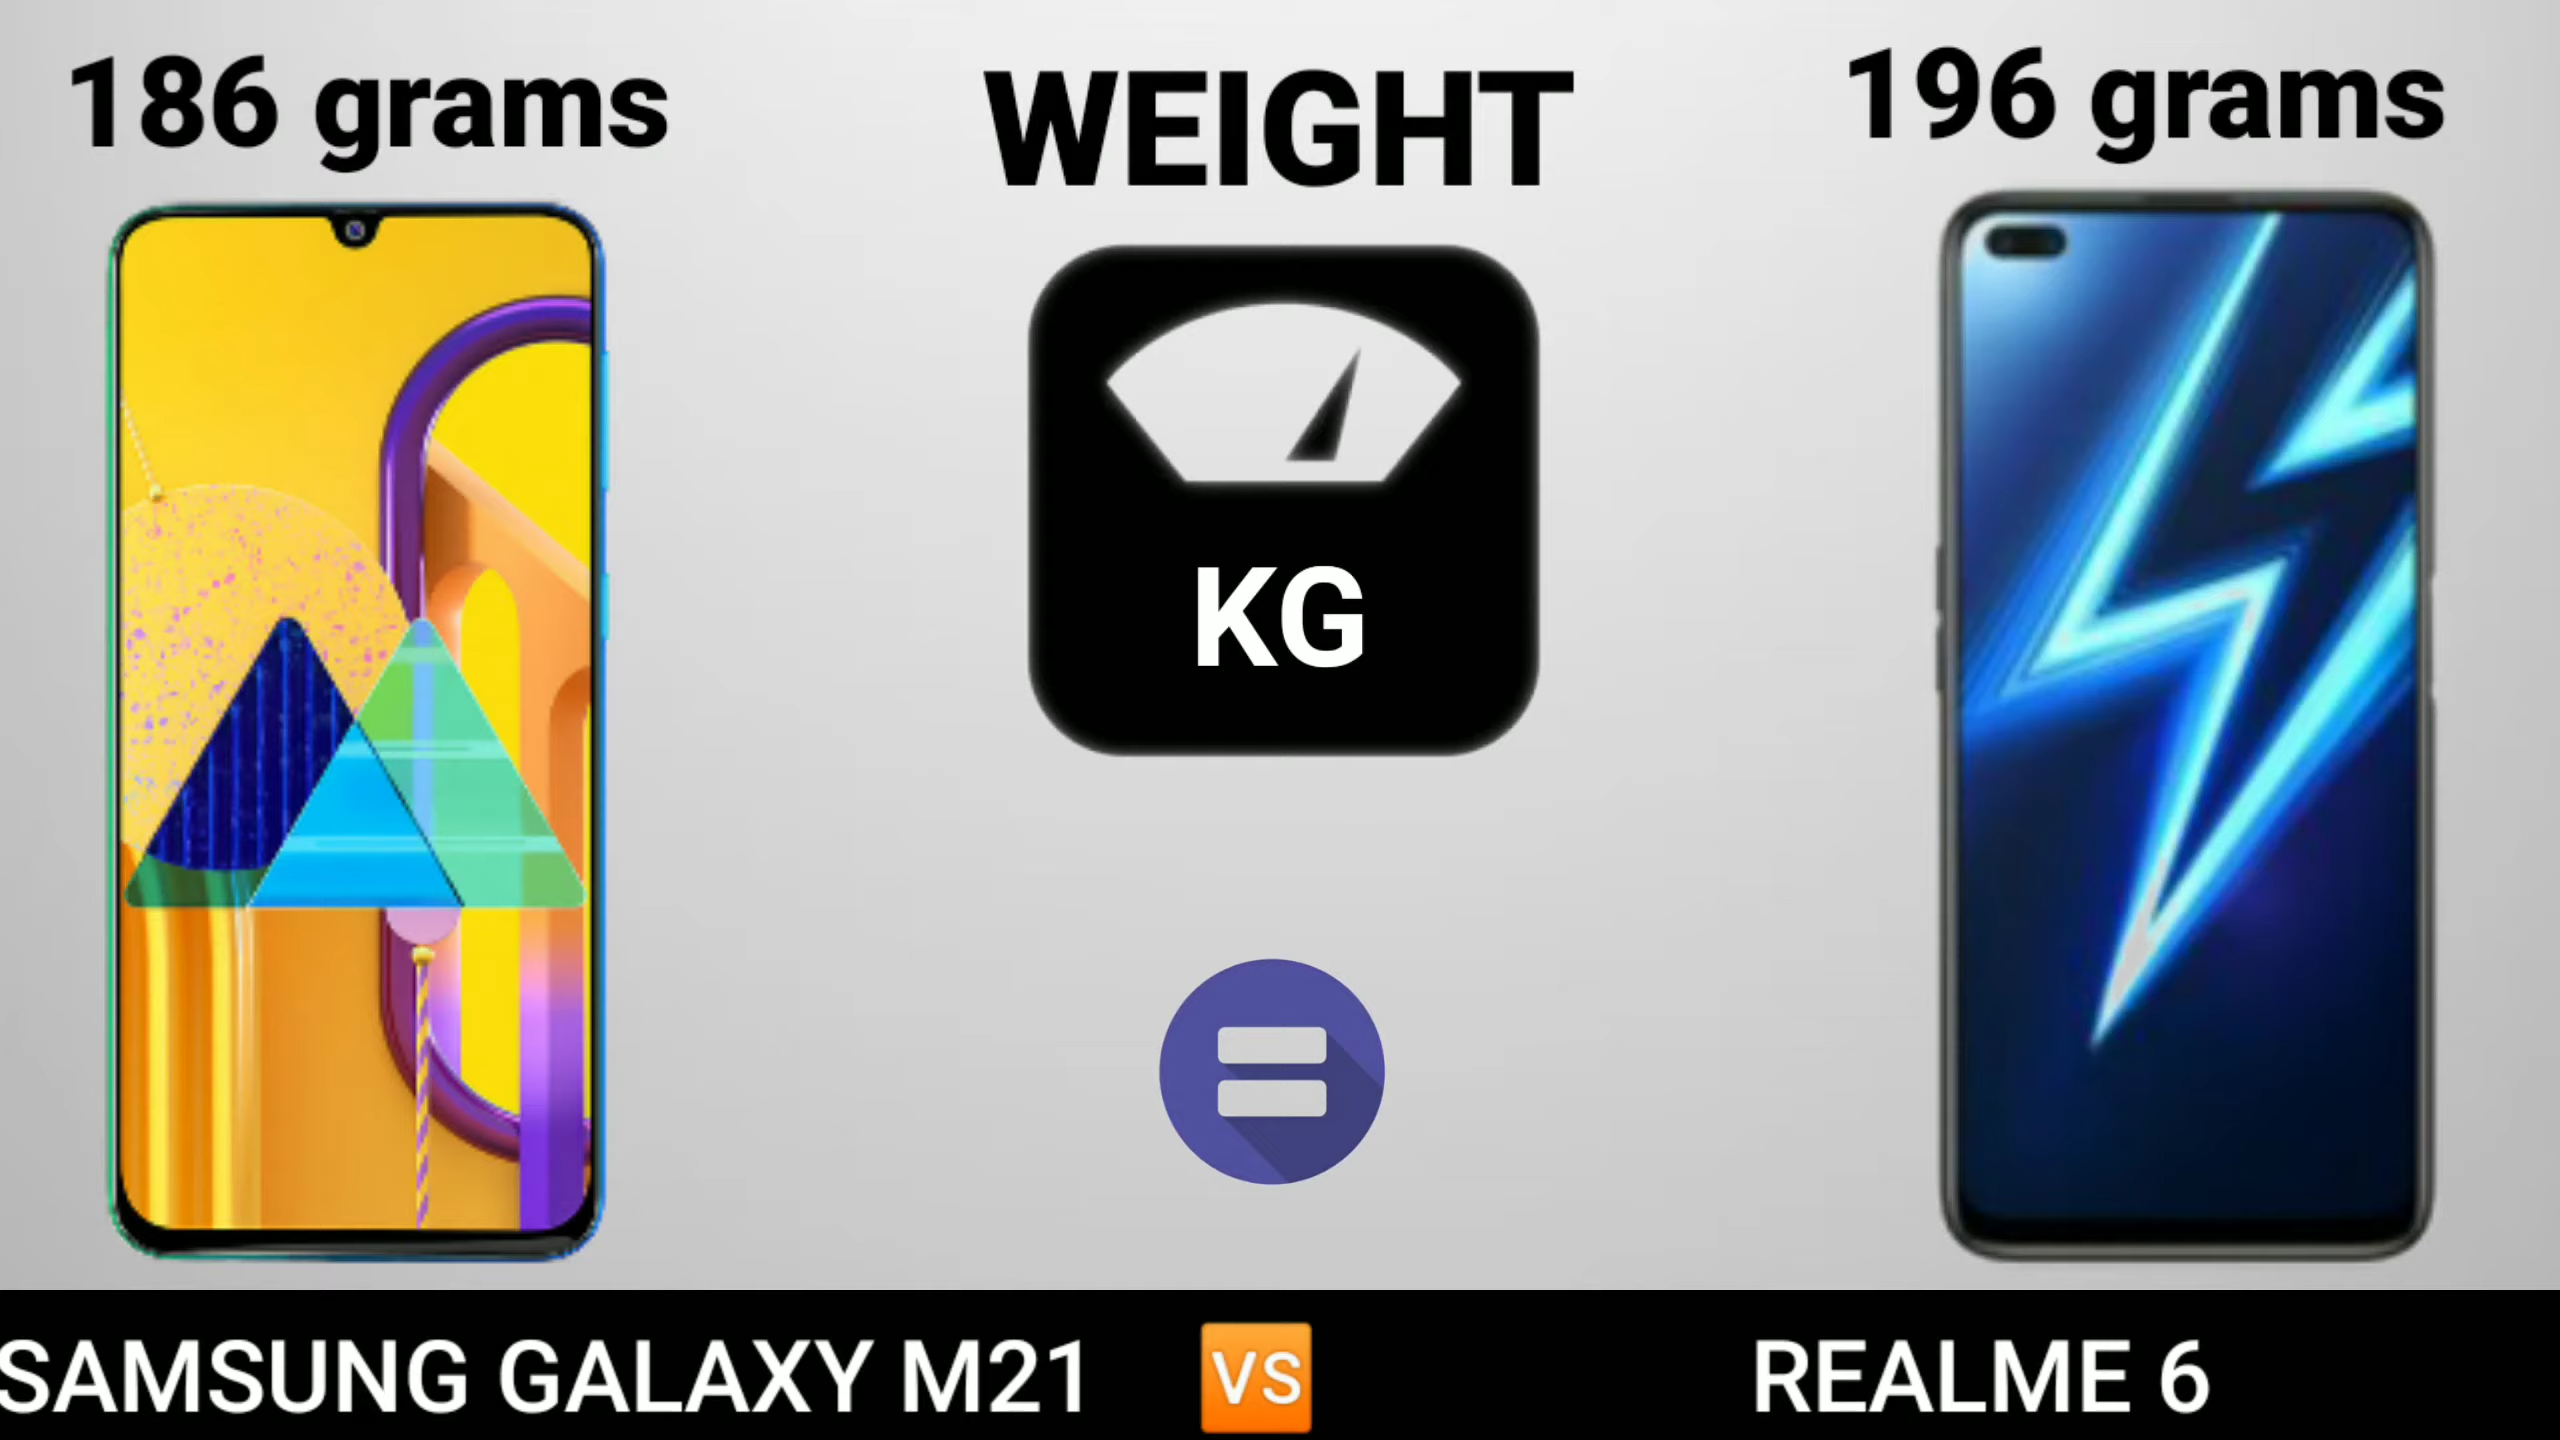 186 grams
WEIGHT
196 grams
KG
SAMSUNG GALAXY M21
VS
REALME 6